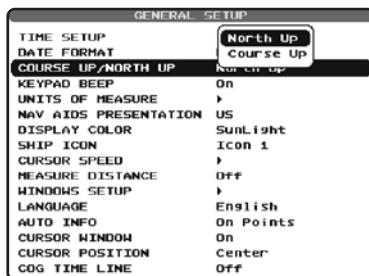 GENERAL SETUP
TIME SETUP
DATE FORMAT
COURSE UP/NORTH UP North Up
North Up
Course Up
KEYPAD BEEP On
UNITS OF MEASURE
NAV AIDS PRESENTATION US
DISPLAY COLOR SunLight
SHIP ICON Icon 1
CURSOR SPEED
MEASURE DISTANCE Off
WINDOWS SETUP
LANGUAGE English
AUTO INFO On Points
CURSOR WINDOW On
CURSOR POSITION Center
COG TIME LINE Off